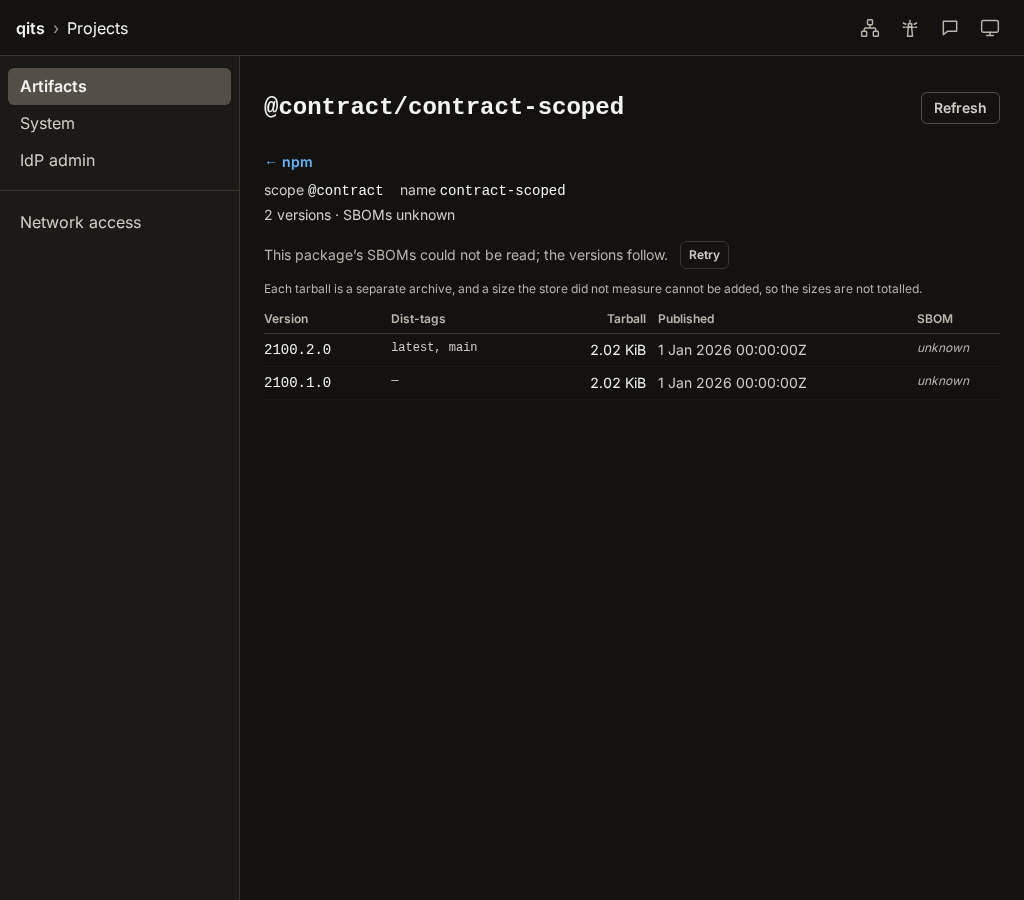 qits › Projects
Artifacts
System
IdP admin
Network access
@contract/contract-scoped
Refresh
← npm
scope @contract name contract-scoped
2 versions · SBOMs unknown
This package’s SBOMs could not be read; the versions follow. Retry
Each tarball is a separate archive, and a size the store did not measure cannot be added, so the sizes are not totalled.
Version Dist-tags Tarball Published SBOM
2100.2.0 latest, main 2.02 KiB 1 Jan 2026 00:00:00Z unknown
2100.1.0 — 2.02 KiB 1 Jan 2026 00:00:00Z unknown